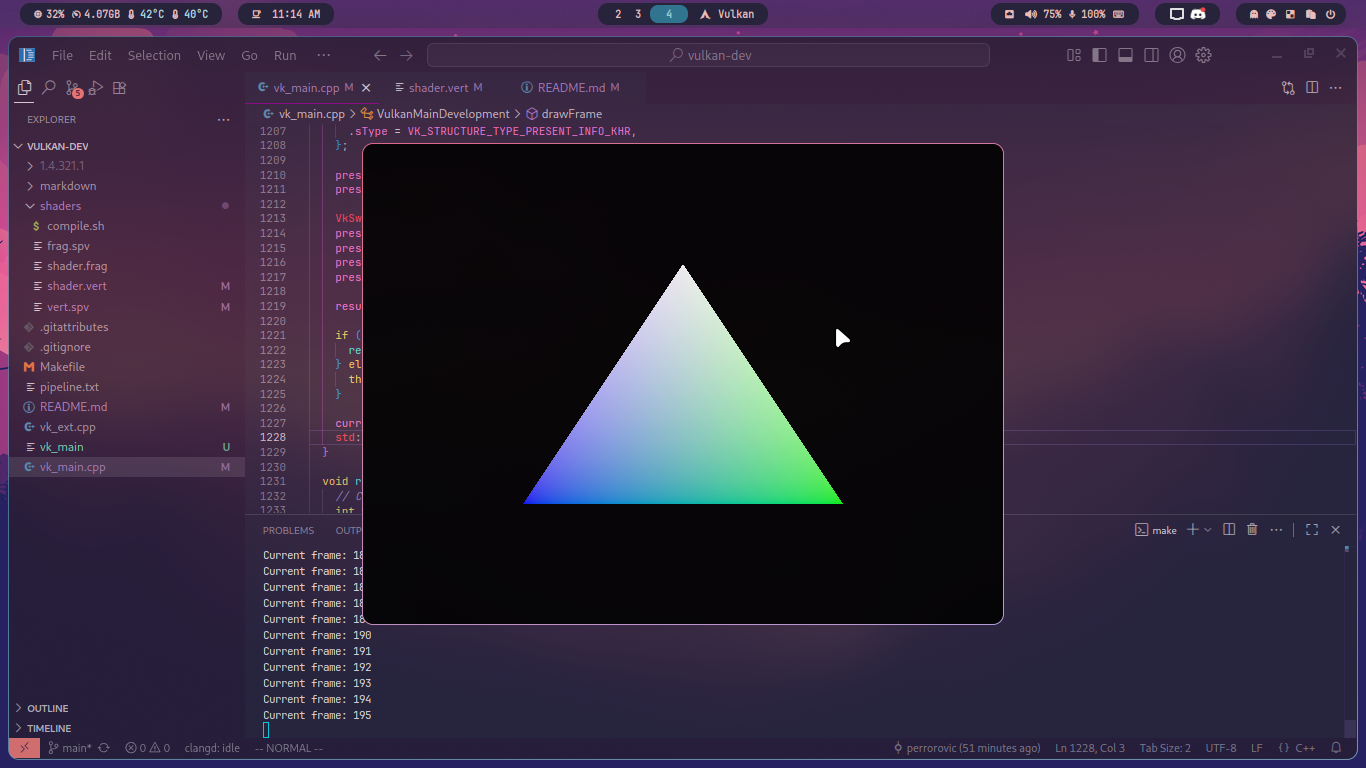 32% 4.07GB 42°C 40°C
11:14 AM
2 3 4 Vulkan
75% 100%
File Edit Selection View Go Run ···
vulkan-dev
5
EXPLORER ···
VULKAN-DEV
1.4.321.1
markdown
shaders
$ compile.sh
frag.spv
shader.frag
shader.vert M
vert.spv M
.gitattributes
.gitignore
Makefile
pipeline.txt
README.md M
vk_ext.cpp
vk_main U
vk_main.cpp M
OUTLINE
TIMELINE
vk_main.cpp M
shader.vert M
README.md M
vk_main.cpp > VulkanMainDevelopment > drawFrame
1207 .sType = VK_STRUCTURE_TYPE_PRESENT_INFO_KHR,
1208 };
1209
1210 pres
1211 pres
1212
1213 VkSw
1214 pres
1215 pres
1216 pres
1217 pres
1218
1219 resu
1220
1221 if (
1222 re
1223 } el
1224 th
1225 }
1226
1227 curr
1228 std:
1229 }
1230
1231 void r
1232 // C
1233 int
PROBLEMS OUTP
make
Current frame: 18
Current frame: 18
Current frame: 18
Current frame: 18
Current frame: 18
Current frame: 190
Current frame: 191
Current frame: 192
Current frame: 193
Current frame: 194
Current frame: 195
main* 0 0 clangd: idle -- NORMAL --
perrorovic (51 minutes ago) Ln 1228, Col 3 Tab Size: 2 UTF-8 LF {} C++